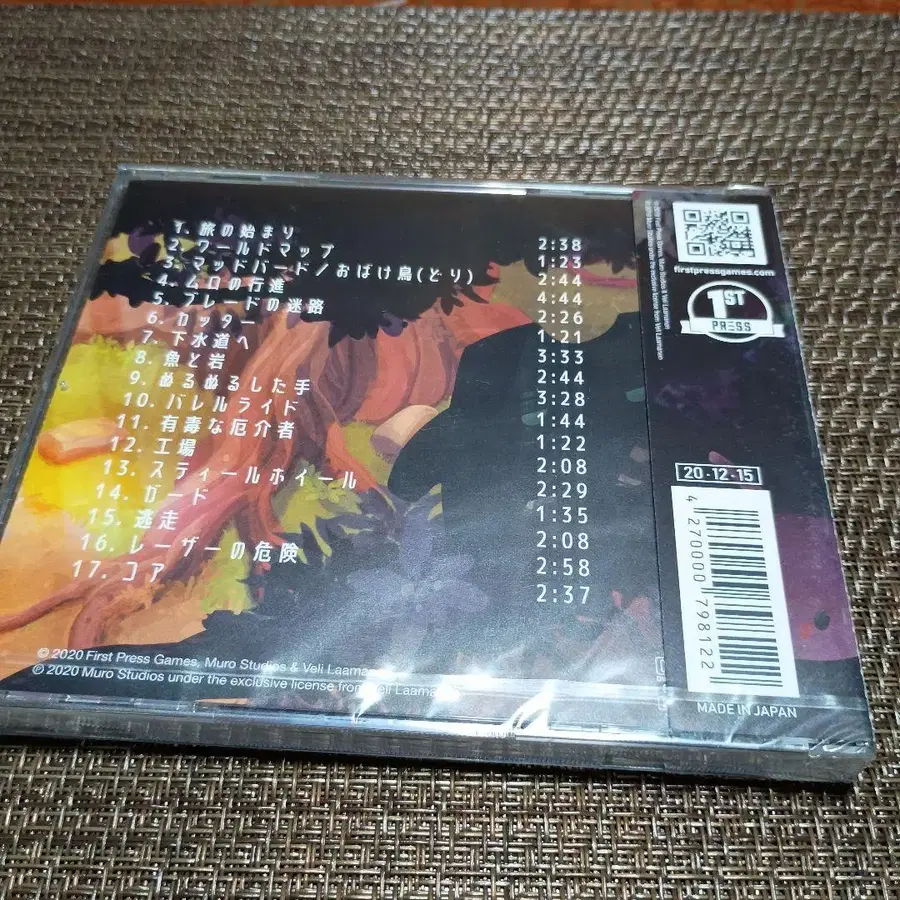 1. 旅の始まり 2:38
2. ワールドマップ 1:23
3. マッドバード/おばけ鳥(どり) 2:44
4. ムロの行進 4:44
5. ブレードの迷路 2:26
6. カッター 1:21
7. 下水道へ 3:33
8. 魚と岩 2:44
9. ぬるぬるした手 3:28
10. バレルライド 1:44
11. 有毒な厄介者 1:22
12. 工場 2:08
13. スティールホイール 2:29
14. ガード 1:35
15. 逃走 2:08
16. レーザーの危険 2:58
17. コア 2:37
© 2020 First Press Games, Muro Studios & Veli Laama
℗ 2020 Muro Studios under the exclusive license from Veli Laama
firstpressgames.com
1ST
PRESS
20・12・15
4 270000 798122
MADE IN JAPAN